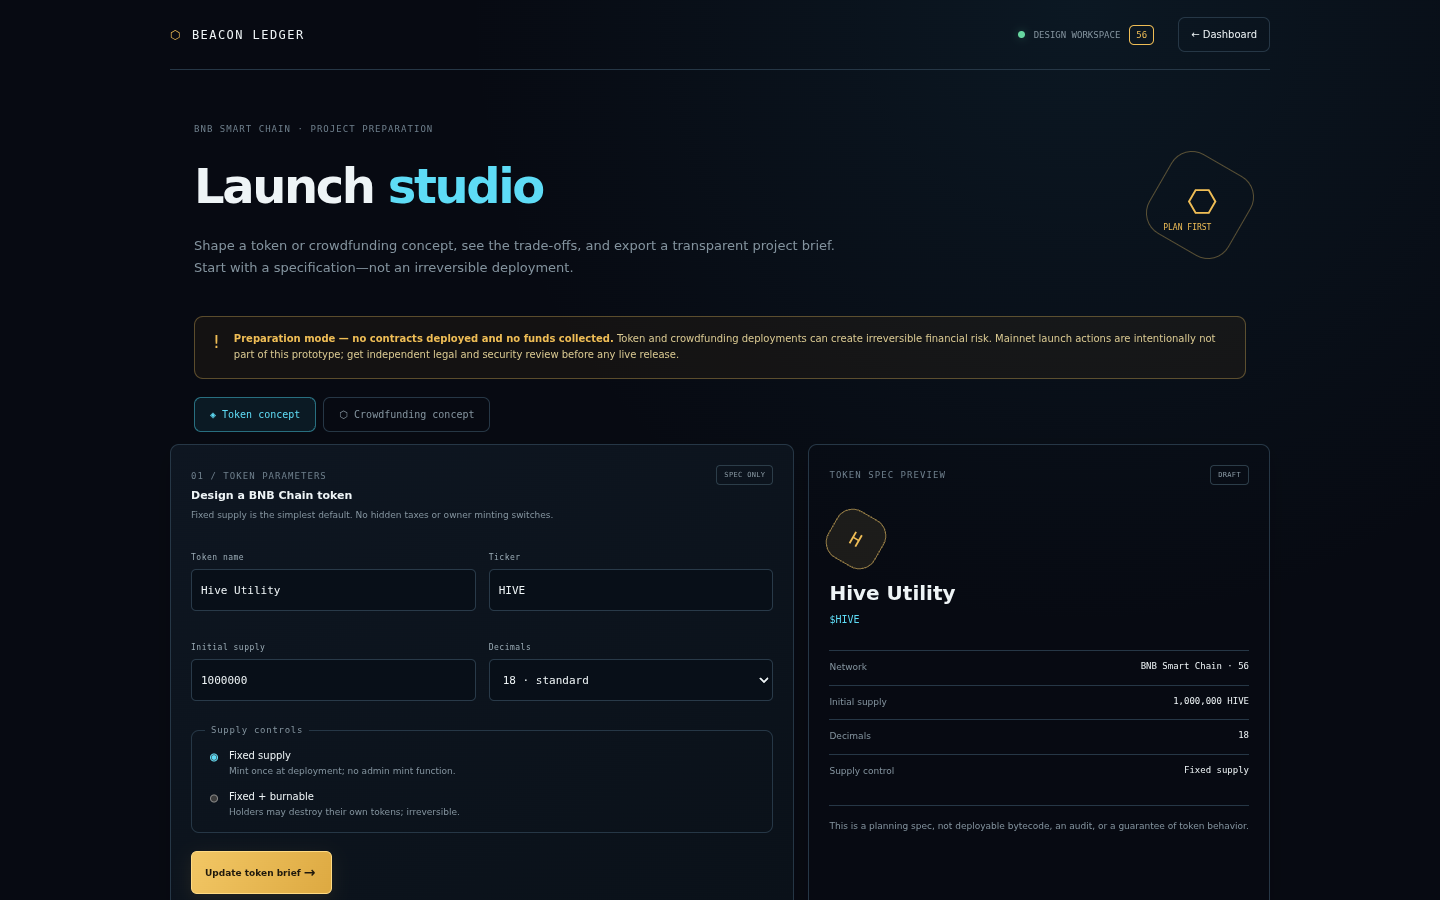 ⬡ BEACON LEDGER
DESIGN WORKSPACE 56
← Dashboard
BNB SMART CHAIN · PROJECT PREPARATION
Launch studio
Shape a token or crowdfunding concept, see the trade-offs, and export a transparent project brief.
Start with a specification—not an irreversible deployment.
PLAN FIRST
! Preparation mode — no contracts deployed and no funds collected. Token and crowdfunding deployments can create irreversible financial risk. Mainnet launch actions are intentionally not
part of this prototype; get independent legal and security review before any live release.
◈ Token concept
⬡ Crowdfunding concept
01 / TOKEN PARAMETERS
SPEC ONLY
Design a BNB Chain token
Fixed supply is the simplest default. No hidden taxes or owner minting switches.
Token name
Hive Utility
Ticker
HIVE
Initial supply
1000000
Decimals
18 · standard
Supply controls
Fixed supply
Mint once at deployment; no admin mint function.
Fixed + burnable
Holders may destroy their own tokens; irreversible.
Update token brief →
TOKEN SPEC PREVIEW
DRAFT
H
Hive Utility
$HIVE
Network BNB Smart Chain · 56
Initial supply 1,000,000 HIVE
Decimals 18
Supply control Fixed supply
This is a planning spec, not deployable bytecode, an audit, or a guarantee of token behavior.